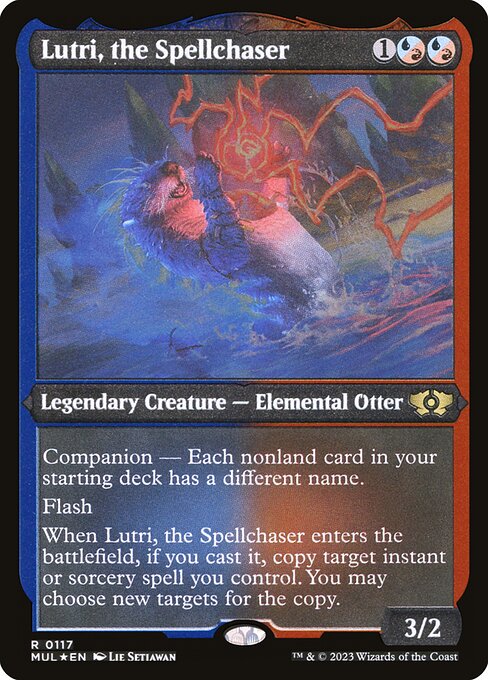 Lutri, the Spellchaser 1
Legendary Creature — Elemental Otter
Companion — Each nonland card in your
starting deck has a different name.
Flash
When Lutri, the Spellchaser enters the
battlefield, if you cast it, copy target instant
or sorcery spell you control. You may
choose new targets for the copy.
3/2
R 0117
MUL★EN Lie Setiawan
™ & © 2023 Wizards of the Coast